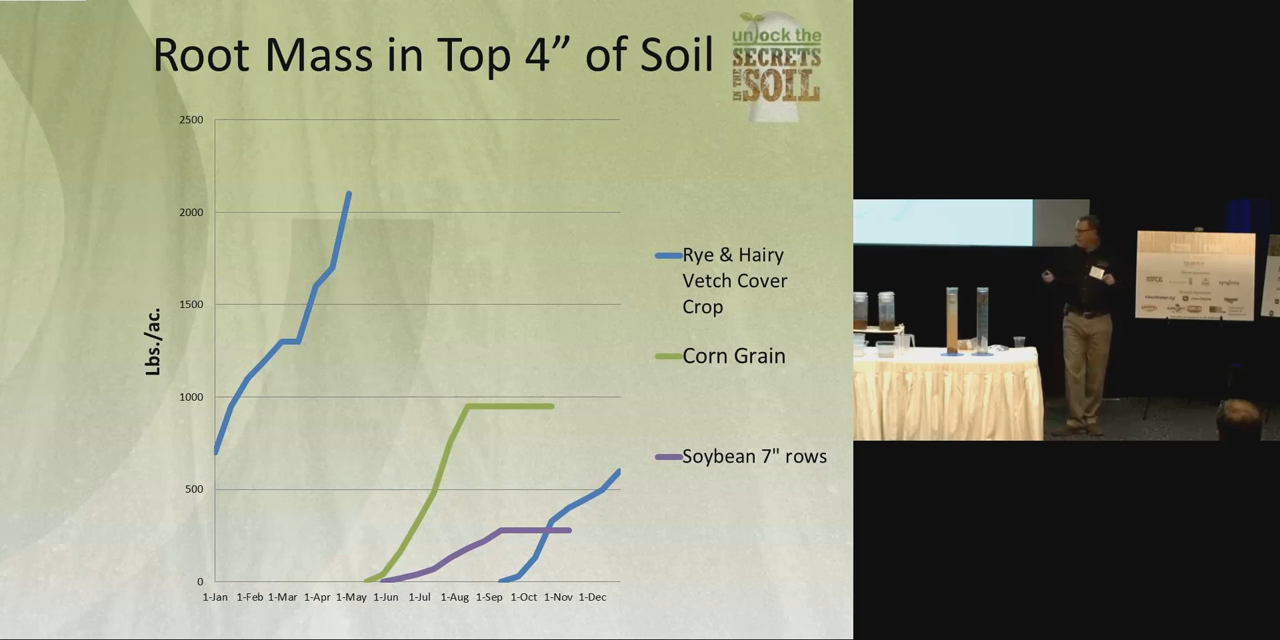 Root Mass in Top 4” of Soil
unlock the
SECRETS
IN THE
SOIL
2500
2000
1500
1000
500
0
Lbs./ac.
1-Jan 1-Feb 1-Mar 1-Apr 1-May 1-Jun 1-Jul 1-Aug 1-Sep 1-Oct 1-Nov 1-Dec
Rye & Hairy
Vetch Cover
Crop
Corn Grain
Soybean 7" rows
syngenta